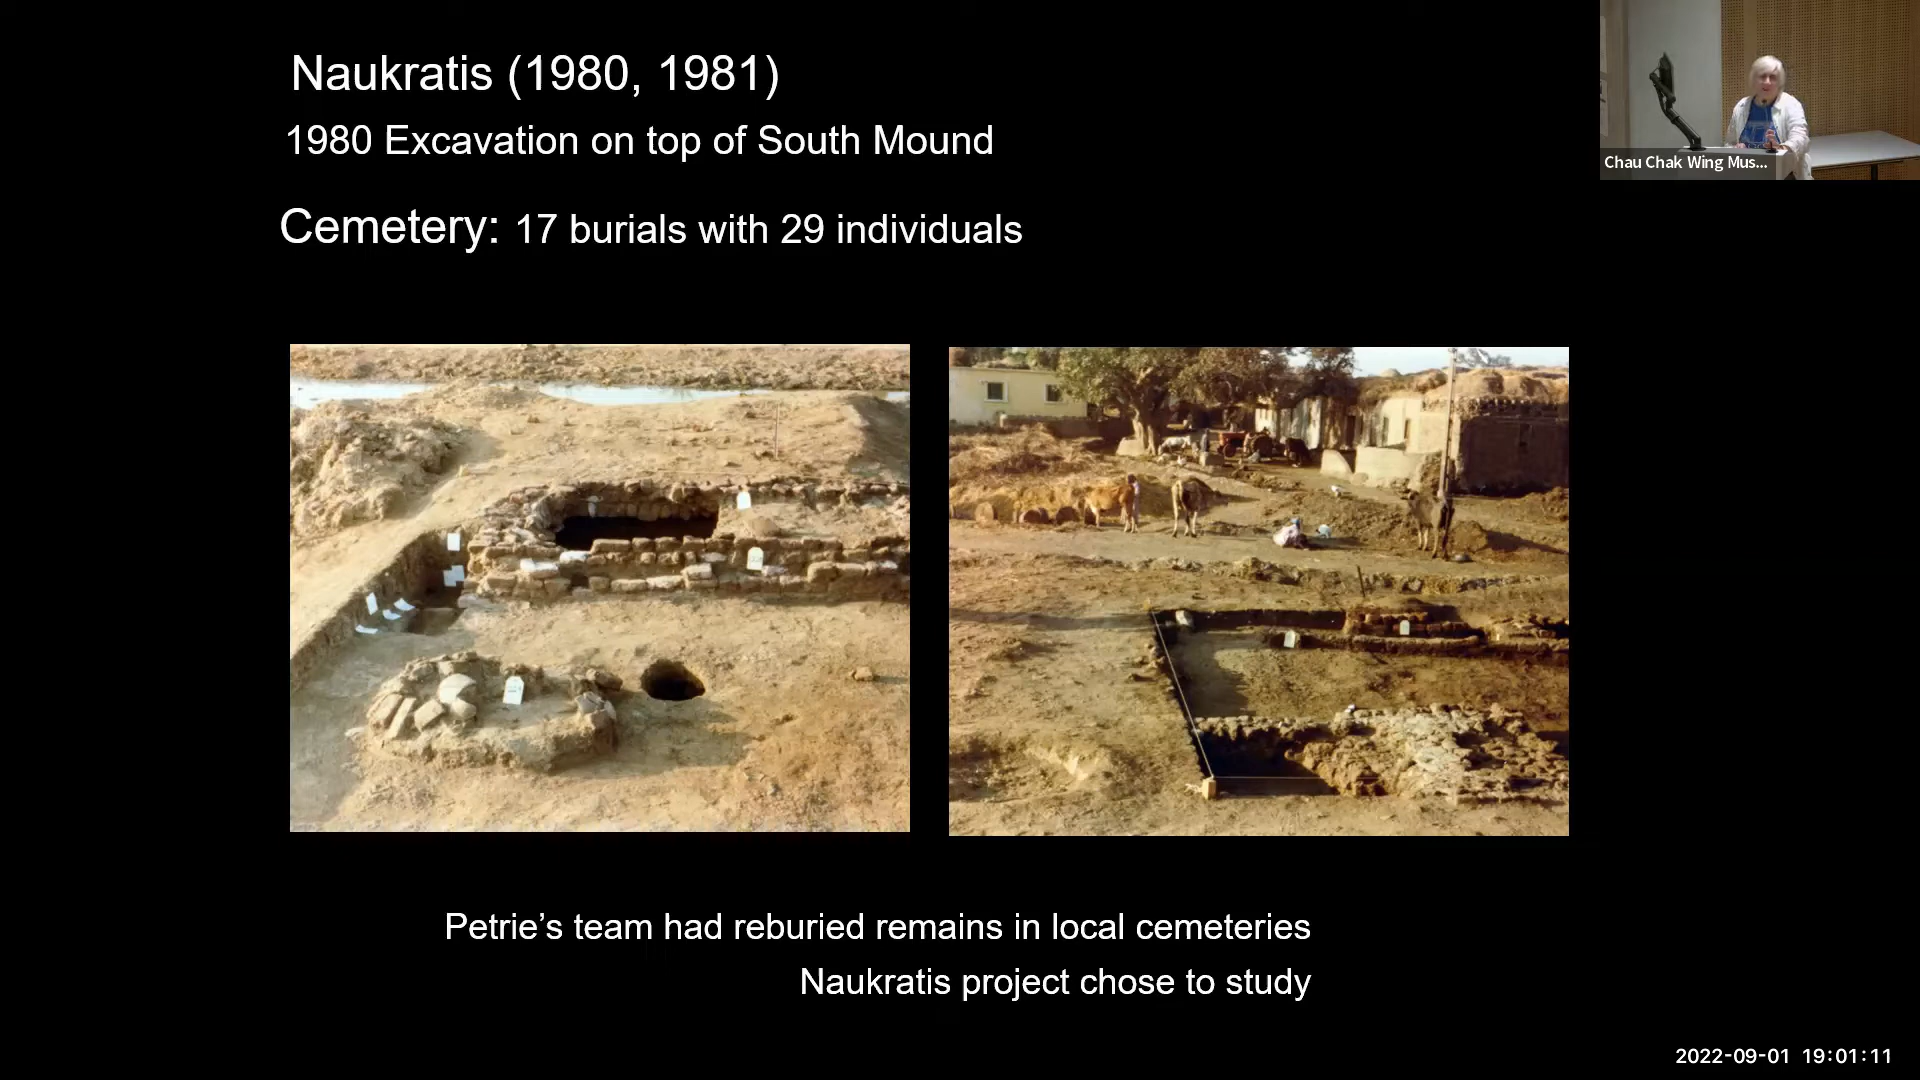 Naukratis (1980, 1981)
1980 Excavation on top of South Mound
Cemetery: 17 burials with 29 individuals
Petrie’s team had reburied remains in local cemeteries
Naukratis project chose to study
Chau Chak Wing Mus...
2022-09-01 19:01:11